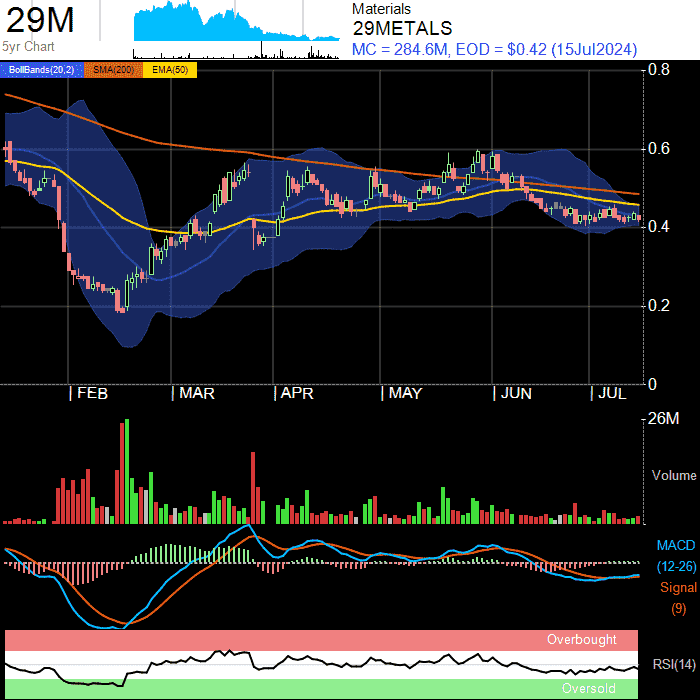 29M
5yr Chart
Materials
29METALS
MC = 284.6M, EOD = $0.42 (15Jul2024)
BollBands(20,2) SMA(200) EMA(50)
0.8
0.6
0.4
0.2
0
FEB MAR APR MAY JUN JUL
26M
Volume
MACD
(12-26)
Signal
(9)
Overbought
RSI(14)
Oversold